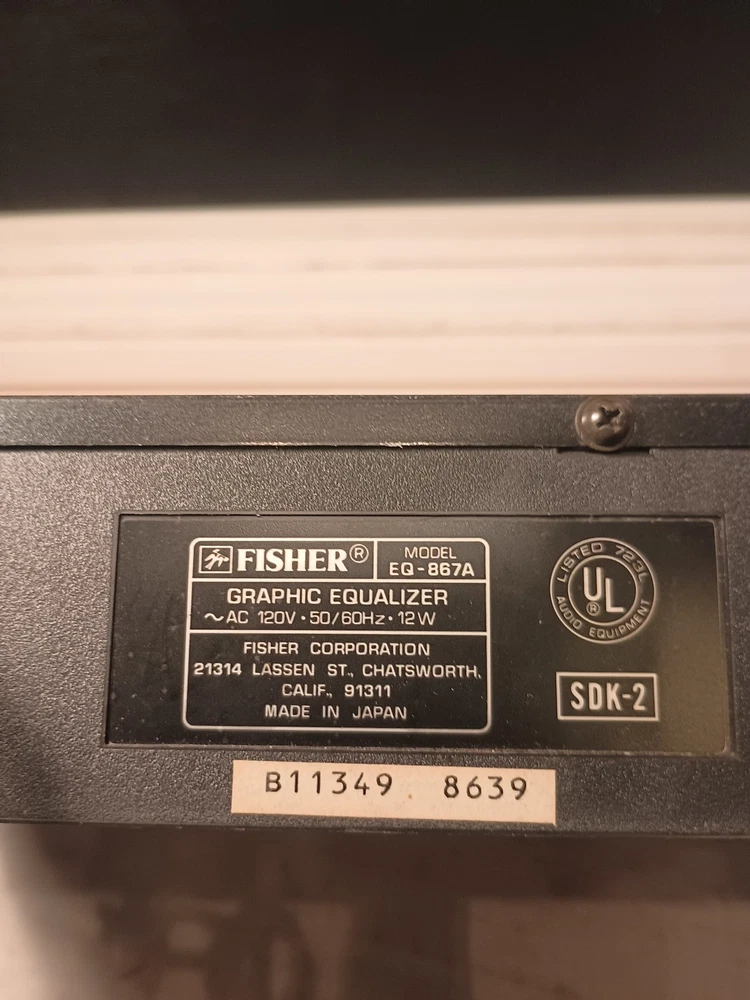 FISHER®
MODEL
EQ-867A
GRAPHIC EQUALIZER
~AC 120V·50/60Hz·12W
FISHER CORPORATION
21314 LASSEN ST., CHATSWORTH,
CALIF., 91311
MADE IN JAPAN
LISTED 723L
UL®
AUDIO EQUIPMENT
SDK-2
B11349 8639